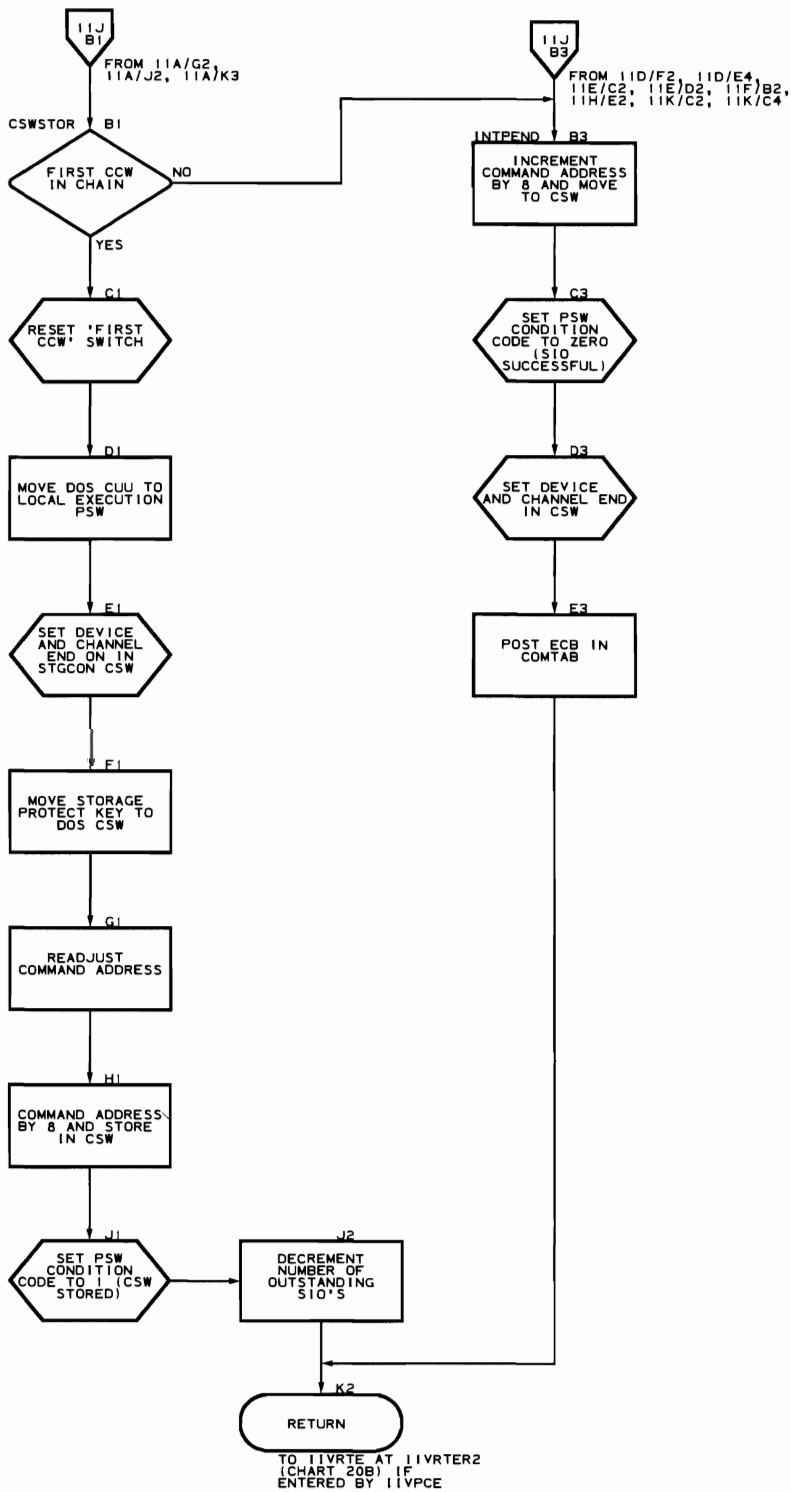 11J
B1
FROM 11A/G2,
11A/J2, 11A/K3
CSWSTOR
B1
FIRST CCW
IN CHAIN
NO
YES
C1
RESET 'FIRST
CCW' SWITCH
D1
MOVE DOS CUU TO
LOCAL EXECUTION
PSW
E1
SET DEVICE
AND CHANNEL
END ON IN
STGCON CSW
F1
MOVE STORAGE
PROTECT KEY TO
DOS CSW
G1
READJUST
COMMAND ADDRESS
H1
COMMAND ADDRESS
BY 8 AND STORE
IN CSW
J1
SET PSW
CONDITION
CODE TO 1 (CSW
STORED)
J2
DECREMENT
NUMBER OF
OUTSTANDING
SIO'S
K2
RETURN
TO IIVRTE AT IIVRTER2
(CHART 20B) IF
ENTERED BY IIVPCE
11J
B3
FROM 11D/F2, 11D/E4,
11E/C2, 11E/D2, 11F/B2,
11H/E2, 11K/C2, 11K/C4
INTPEND
B3
INCREMENT
COMMAND ADDRESS
BY 8 AND MOVE
TO CSW
C3
SET PSW
CONDITION
CODE TO ZERO
(SIO
SUCCESSFUL)
D3
SET DEVICE
AND CHANNEL END
IN CSW
E3
POST ECB IN
COMTAB